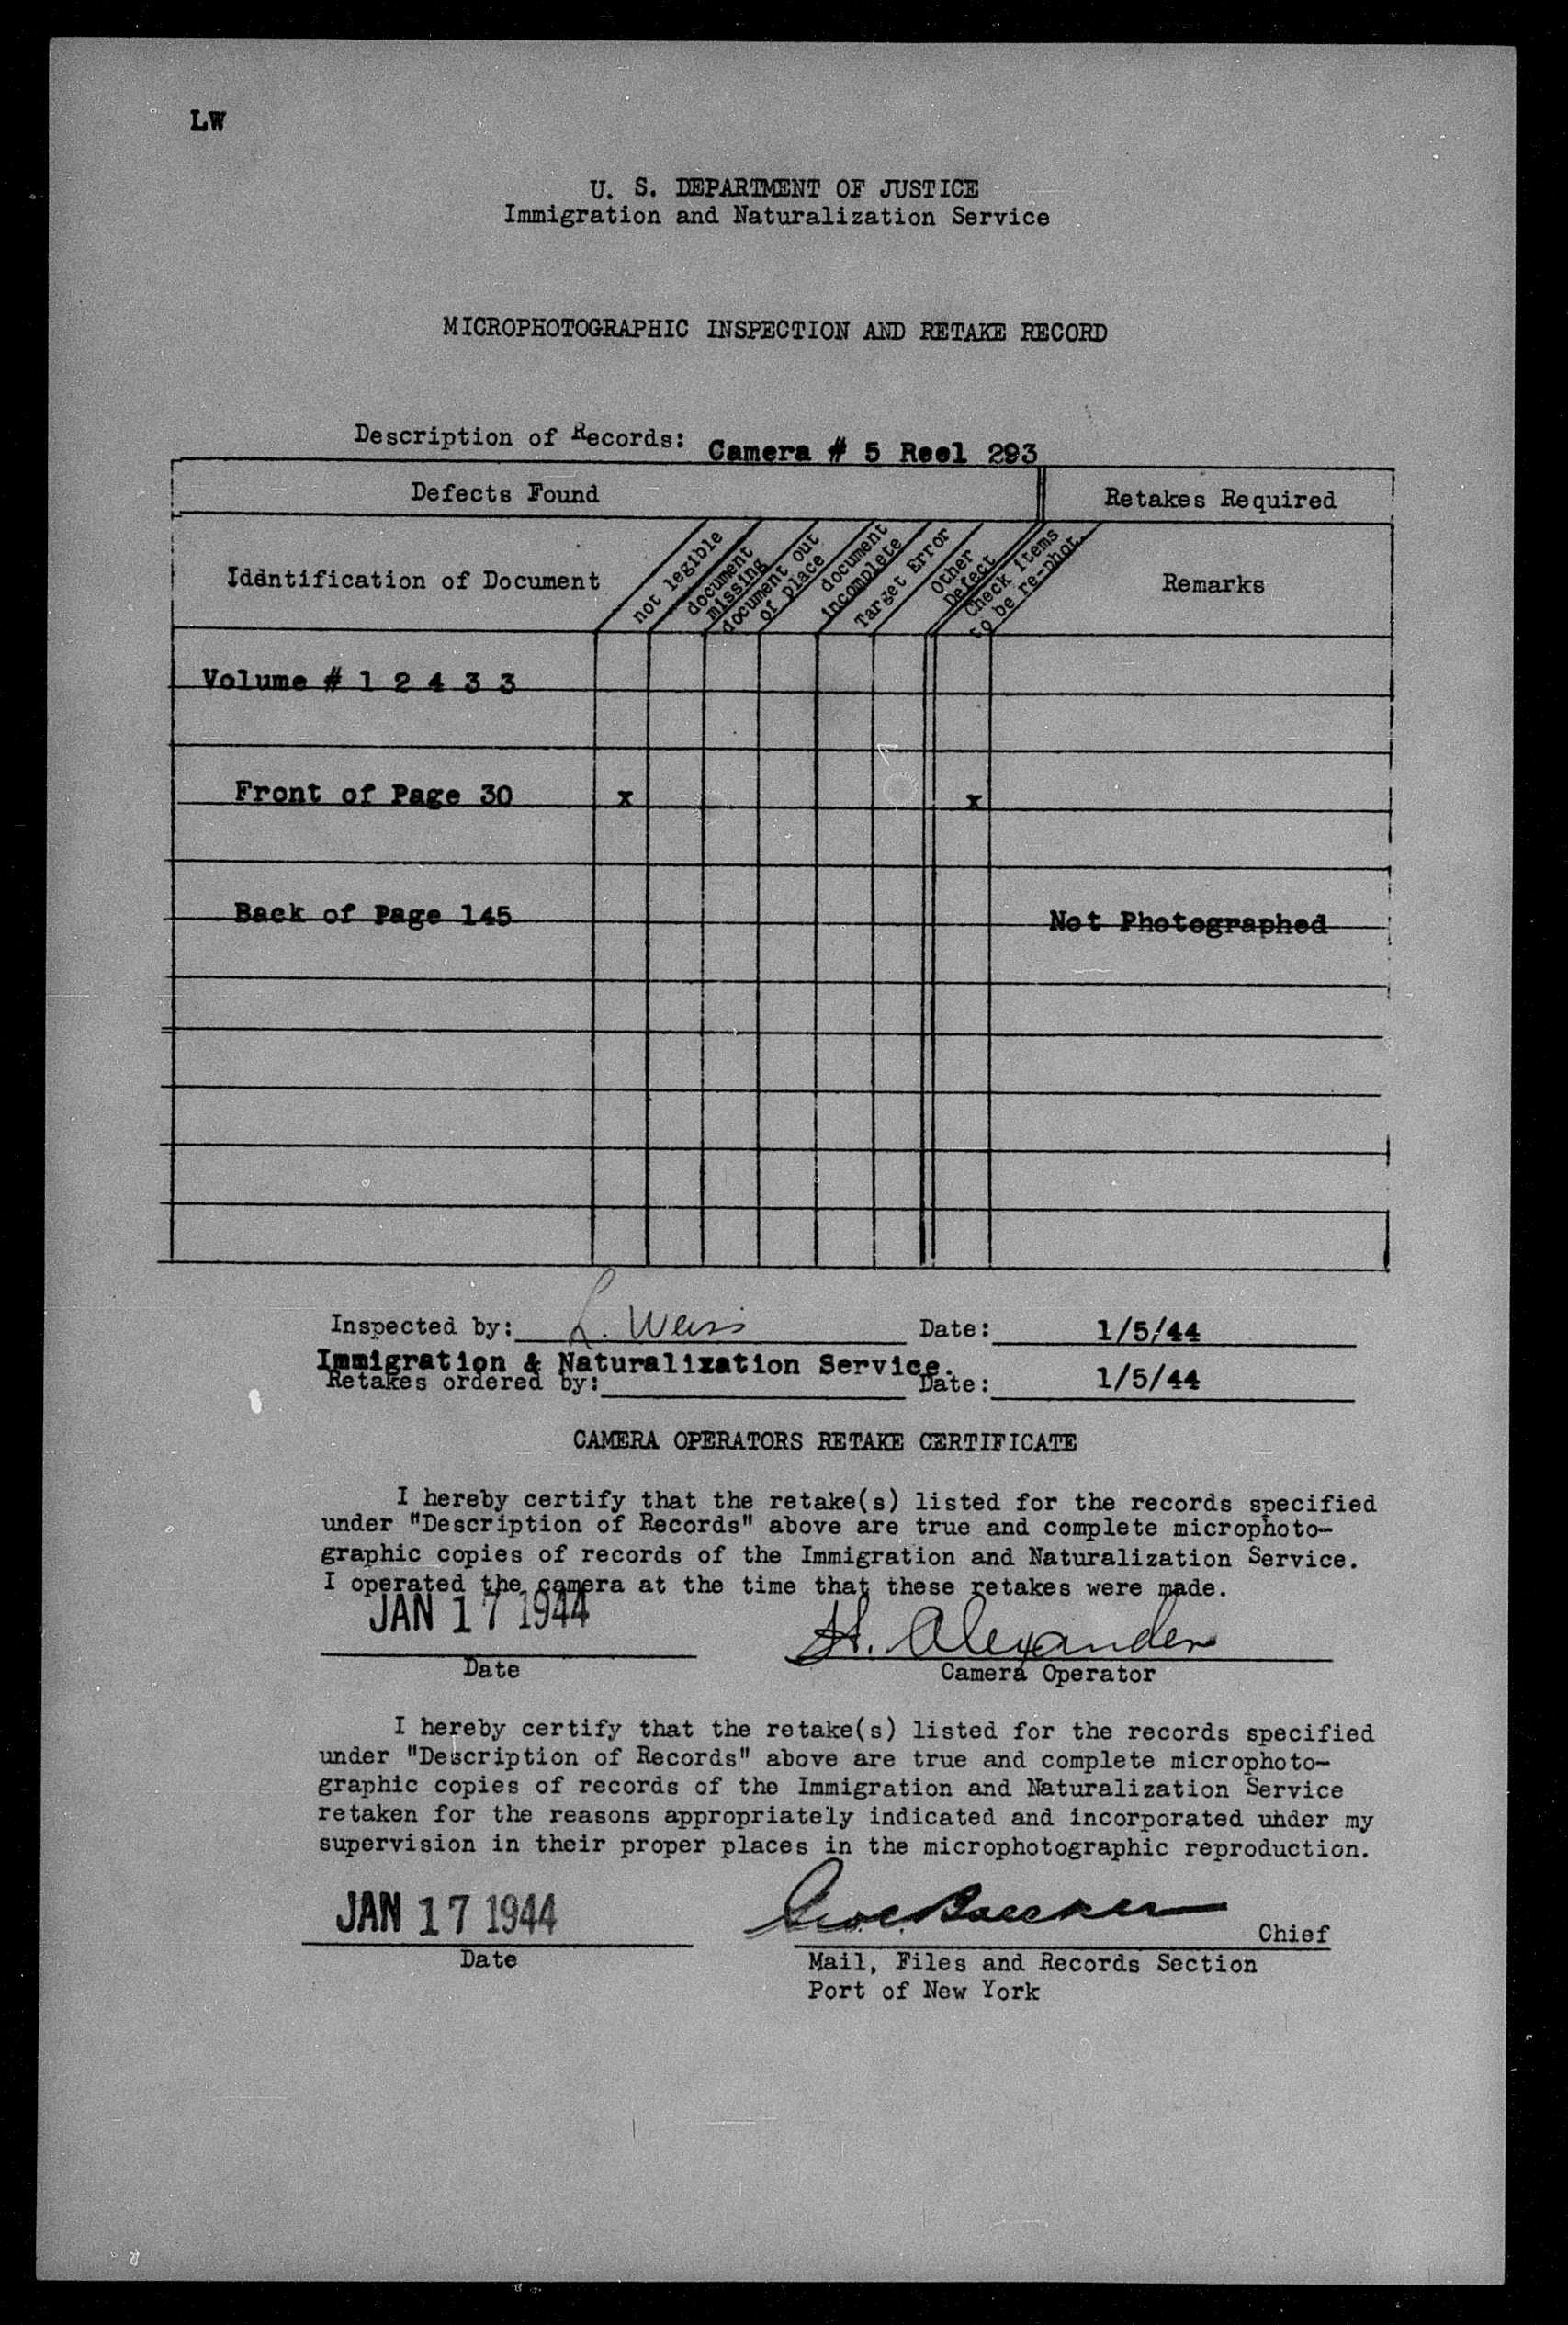 LW
U. S. DEPARTMENT OF JUSTICE
Immigration and Naturalization Service
MICROPHOTOGRAPHIC INSPECTION AND RETAKE RECORD
Description of Records: Camera # 5 Reel 293
Defects Found
Retakes Required
Identification of Document
not legible
document missing
document out of place
document incomplete
Target Error
Other Defect
Check items to be re-phot.
Remarks
Volume # 1 2 4 3 3
Front of Page 30 x x
Back of Page 145 Not Photographed
Inspected by: L. Weiss Date: 1/5/44
Immigration & Naturalization Service.
Retakes ordered by: Date: 1/5/44
CAMERA OPERATORS RETAKE CERTIFICATE
I hereby certify that the retake(s) listed for the records specified
under "Description of Records" above are true and complete microphoto-
graphic copies of records of the Immigration and Naturalization Service.
I operated the camera at the time that these retakes were made.
JAN 17 1944 H. Alexander
Date Camera Operator
I hereby certify that the retake(s) listed for the records specified
under "Description of Records" above are true and complete microphoto-
graphic copies of records of the Immigration and Naturalization Service
retaken for the reasons appropriately indicated and incorporated under my
supervision in their proper places in the microphotographic reproduction.
JAN 17 1944 Chief
Date Mail, Files and Records Section
Port of New York